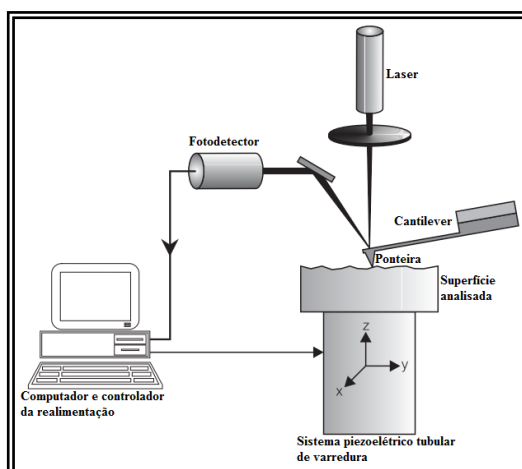 Laser
Fotodetector
Cantilever
Ponteira
Superfície
analisada
z
y
x
Computador e controlador
da realimentação
Sistema piezoelétrico tubular
de varredura